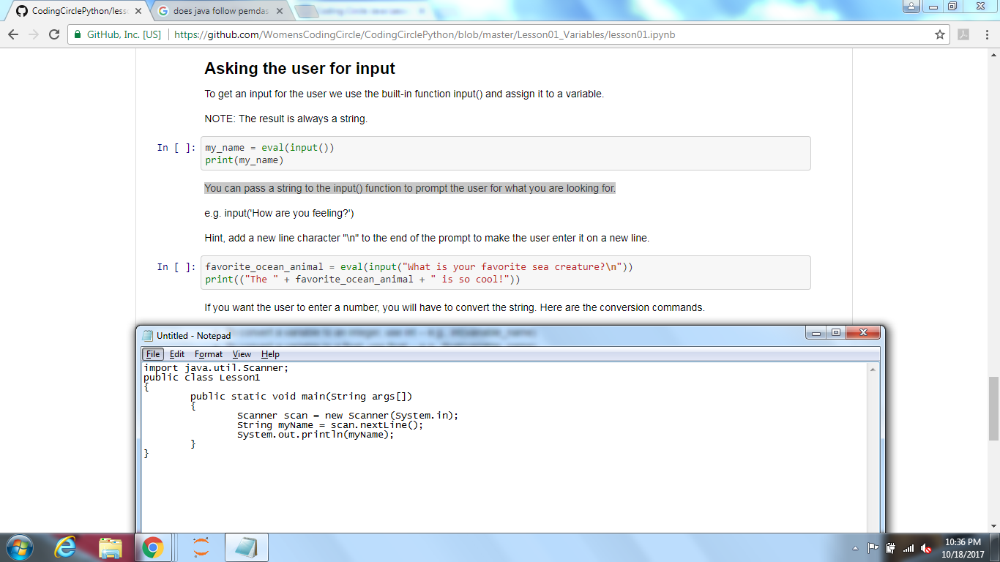 CodingCirclePython/less
does java follow pemdas
GitHub, Inc. [US]
https://github.com/WomensCodingCircle/CodingCirclePython/blob/master/Lesson01_Variables/lesson01.ipynb
Asking the user for input
To get an input for the user we use the built-in function input() and assign it to a variable.
NOTE: The result is always a string.
In [ ]: my_name = eval(input())
print(my_name)
You can pass a string to the input() function to prompt the user for what you are looking for.
e.g. input('How are you feeling?')
Hint, add a new line character "\n" to the end of the prompt to make the user enter it on a new line.
In [ ]: favorite_ocean_animal = eval(input("What is your favorite sea creature?\n"))
print(("The " + favorite_ocean_animal + " is so cool!"))
If you want the user to enter a number, you will have to convert the string. Here are the conversion commands.
Untitled - Notepad
File Edit Format View Help
import java.util.Scanner;
public class Lesson1
{
public static void main(String args[])
{
Scanner scan = new Scanner(System.in);
String myName = scan.nextLine();
System.out.println(myName);
}
}
10:36 PM
10/18/2017